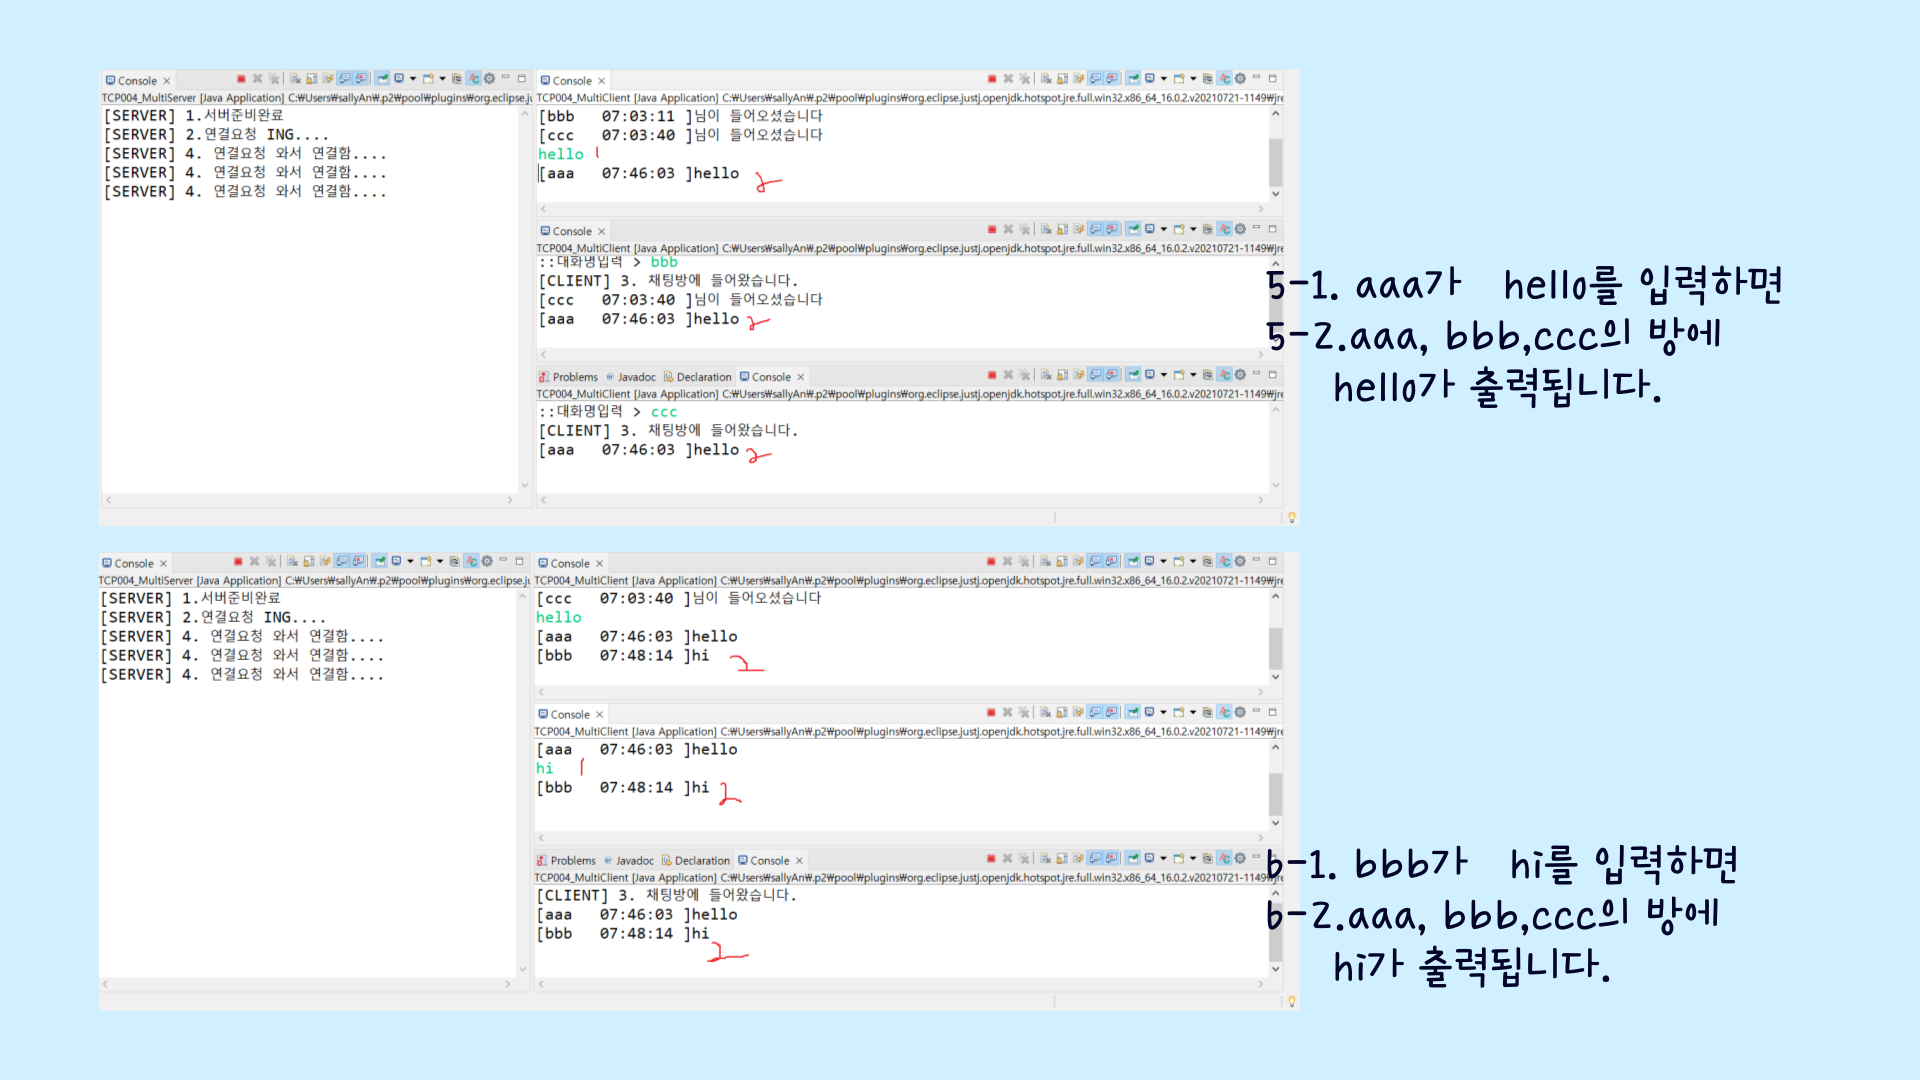 Console
TCP004_MultiServer [Java Application] C:₩Users₩sallyAn₩.p2₩pool₩plugins₩org.eclipse.ju
[SERVER] 1.서버준비완료
[SERVER] 2.연결요청 ING....
[SERVER] 4. 연결요청 와서 연결함....
[SERVER] 4. 연결요청 와서 연결함....
[SERVER] 4. 연결요청 와서 연결함....
Console
TCP004_MultiClient [Java Application] C:₩Users₩sallyAn₩.p2₩pool₩plugins₩org.eclipse.justj.openjdk.hotspot.jre.full.win32.x86_64_16.0.2.v20210721-1149₩jre
[bbb 07:03:11 ]님이 들어오셨습니다
[ccc 07:03:40 ]님이 들어오셨습니다
hello 1
[aaa 07:46:03 ]hello 2
Console
TCP004_MultiClient [Java Application] C:₩Users₩sallyAn₩.p2₩pool₩plugins₩org.eclipse.justj.openjdk.hotspot.jre.full.win32.x86_64_16.0.2.v20210721-1149₩jre
::대화명입력 > bbb
[CLIENT] 3. 채팅방에 들어왔습니다.
[ccc 07:03:40 ]님이 들어오셨습니다
[aaa 07:46:03 ]hello 2
Problems Javadoc Declaration Console
TCP004_MultiClient [Java Application] C:₩Users₩sallyAn₩.p2₩pool₩plugins₩org.eclipse.justj.openjdk.hotspot.jre.full.win32.x86_64_16.0.2.v20210721-1149₩jre
::대화명입력 > ccc
[CLIENT] 3. 채팅방에 들어왔습니다.
[aaa 07:46:03 ]hello 2
5-1. aaa가 hello를 입력하면
5-2.aaa, bbb,ccc의 방에
hello가 출력됩니다.
Console
TCP004_MultiServer [Java Application] C:₩Users₩sallyAn₩.p2₩pool₩plugins₩org.eclipse.ju
[SERVER] 1.서버준비완료
[SERVER] 2.연결요청 ING....
[SERVER] 4. 연결요청 와서 연결함....
[SERVER] 4. 연결요청 와서 연결함....
[SERVER] 4. 연결요청 와서 연결함....
Console
TCP004_MultiClient [Java Application] C:₩Users₩sallyAn₩.p2₩pool₩plugins₩org.eclipse.justj.openjdk.hotspot.jre.full.win32.x86_64_16.0.2.v20210721-1149₩jre
[ccc 07:03:40 ]님이 들어오셨습니다
hello
[aaa 07:46:03 ]hello
[bbb 07:48:14 ]hi 2
Console
TCP004_MultiClient [Java Application] C:₩Users₩sallyAn₩.p2₩pool₩plugins₩org.eclipse.justj.openjdk.hotspot.jre.full.win32.x86_64_16.0.2.v20210721-1149₩jre
[aaa 07:46:03 ]hello
hi 1
[bbb 07:48:14 ]hi 2
Problems Javadoc Declaration Console
TCP004_MultiClient [Java Application] C:₩Users₩sallyAn₩.p2₩pool₩plugins₩org.eclipse.justj.openjdk.hotspot.jre.full.win32.x86_64_16.0.2.v20210721-1149₩jre
[CLIENT] 3. 채팅방에 들어왔습니다.
[aaa 07:46:03 ]hello
[bbb 07:48:14 ]hi
2
6-1. bbb가 hi를 입력하면
6-2.aaa, bbb,ccc의 방에
hi가 출력됩니다.